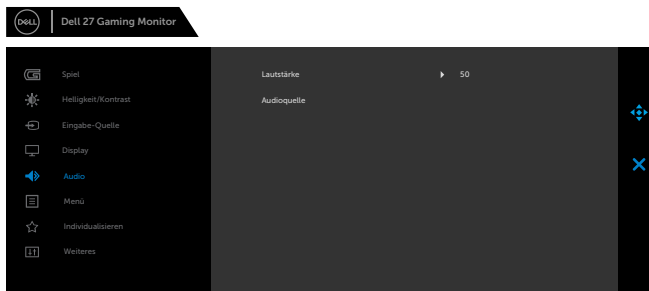 DELL
Dell 27 Gaming Monitor
Spiel
Lautstärke 50
Helligkeit/Kontrast
Audioquelle
Eingabe-Quelle
Display
Audio
Menü
Individualisieren
Weiteres